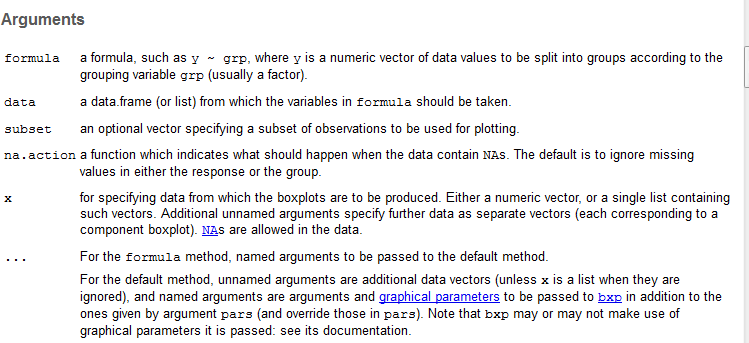 Arguments
formula a formula, such as y ~ grp, where y is a numeric vector of data values to be split into groups according to the
grouping variable grp (usually a factor).
data a data.frame (or list) from which the variables in formula should be taken.
subset an optional vector specifying a subset of observations to be used for plotting.
na.action a function which indicates what should happen when the data contain NAs. The default is to ignore missing
values in either the response or the group.
x for specifying data from which the boxplots are to be produced. Either a numeric vector, or a single list containing
such vectors. Additional unnamed arguments specify further data as separate vectors (each corresponding to a
component boxplot). NAs are allowed in the data.
... For the formula method, named arguments to be passed to the default method.
For the default method, unnamed arguments are additional data vectors (unless x is a list when they are
ignored), and named arguments are arguments and graphical parameters to be passed to bxp in addition to the
ones given by argument pars (and override those in pars). Note that bxp may or may not make use of
graphical parameters it is passed: see its documentation.